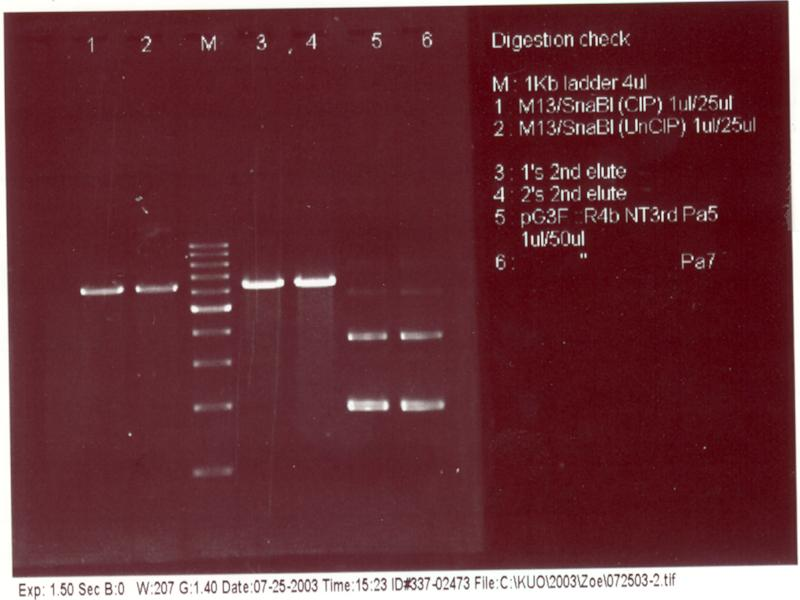 1 2 M 3 4 5 6
Digestion check
M : 1Kb ladder 4ul
1 : M13/SnaBI (CIP) 1ul/25ul
2 : M13/SnaBI (UnCIP) 1ul/25ul
3 : 1's 2nd elute
4 : 2's 2nd elute
5 pG3F ::R4b NT3rd Pa5
1ul/50ul
6 : " Pa7
Exp: 1.50 Sec B:0 W:207 G:1.40 Date:07-25-2003 Time:15:23 ID#337-02473 File:C:\KUO\2003\Zoe\072503-2.tif